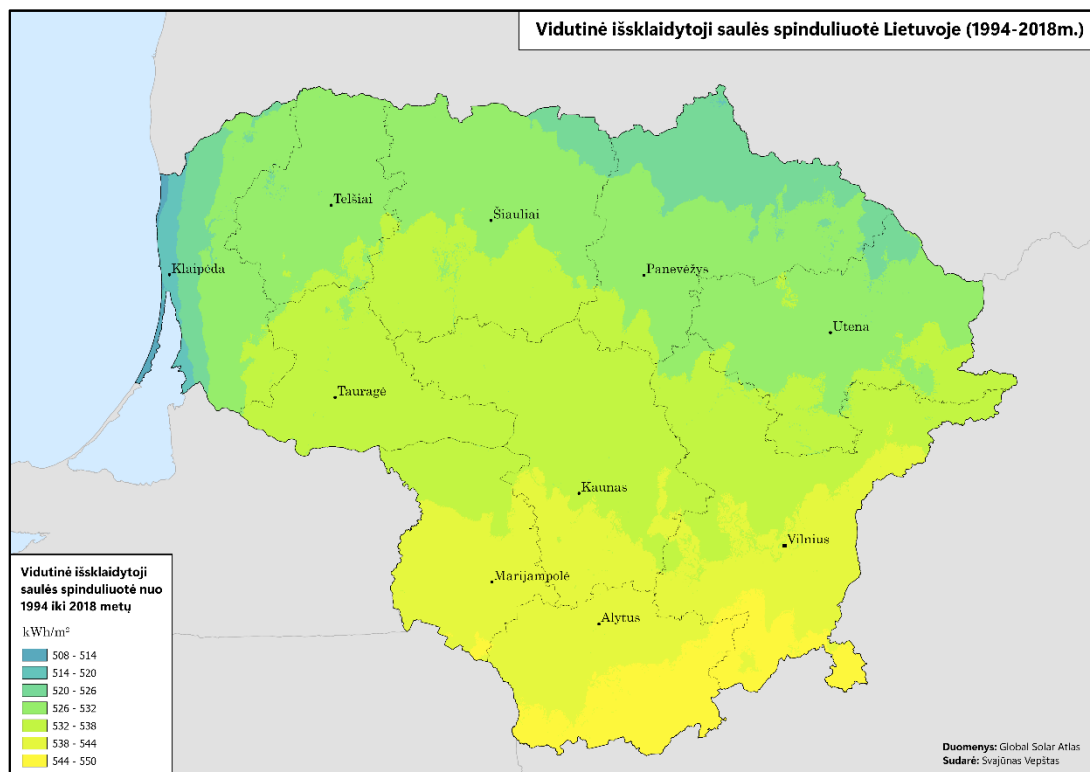 Vidutinė išsklaidytoji saulės spinduliuotė Lietuvoje (1994-2018m.)
Telšiai
Šiauliai
Klaipėda
Panevėžys
Utena
Tauragė
Kaunas
Vilnius
Marijampolė
Alytus
Vidutinė išsklaidytoji
saulės spinduliuotė nuo
1994 iki 2018 metų
kWh/m²
508 - 514
514 - 520
520 - 526
526 - 532
532 - 538
538 - 544
544 - 550
Duomenys: Global Solar Atlas
Sudarė: Svajūnas Vepštas